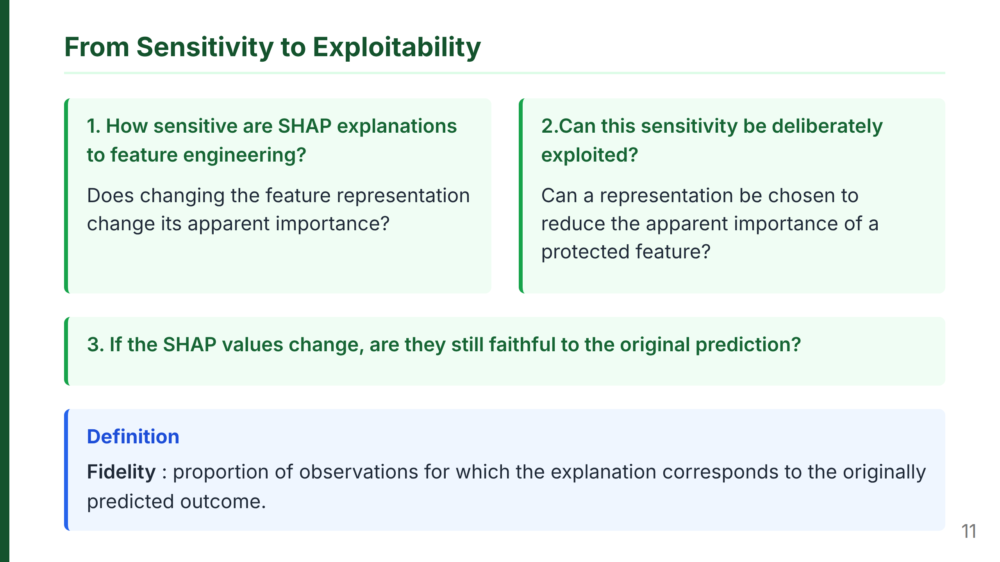 From Sensitivity to Exploitability
1. How sensitive are SHAP explanations
to feature engineering?
Does changing the feature representation
change its apparent importance?
2.Can this sensitivity be deliberately
exploited?
Can a representation be chosen to
reduce the apparent importance of a
protected feature?
3. If the SHAP values change, are they still faithful to the original prediction?
Definition
Fidelity : proportion of observations for which the explanation corresponds to the originally
predicted outcome.
11